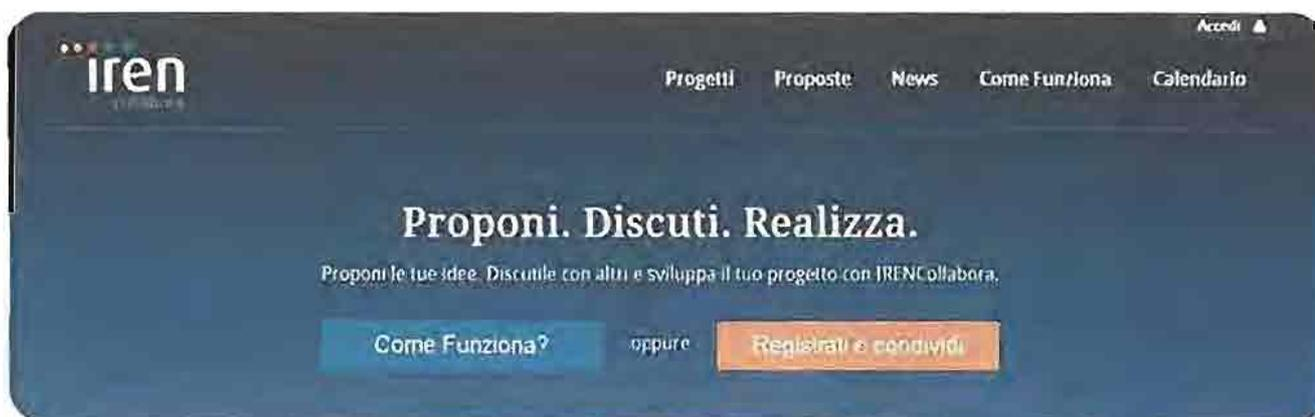 Accedi
iren
Progetti Proposte News Come Funziona Calendario
Proponi. Discuti. Realizza.
Proponi le tue idee. Discutile con altri e sviluppa il tuo progetto con IRENCollabora.
Come Funziona? oppure Registrati e condividi